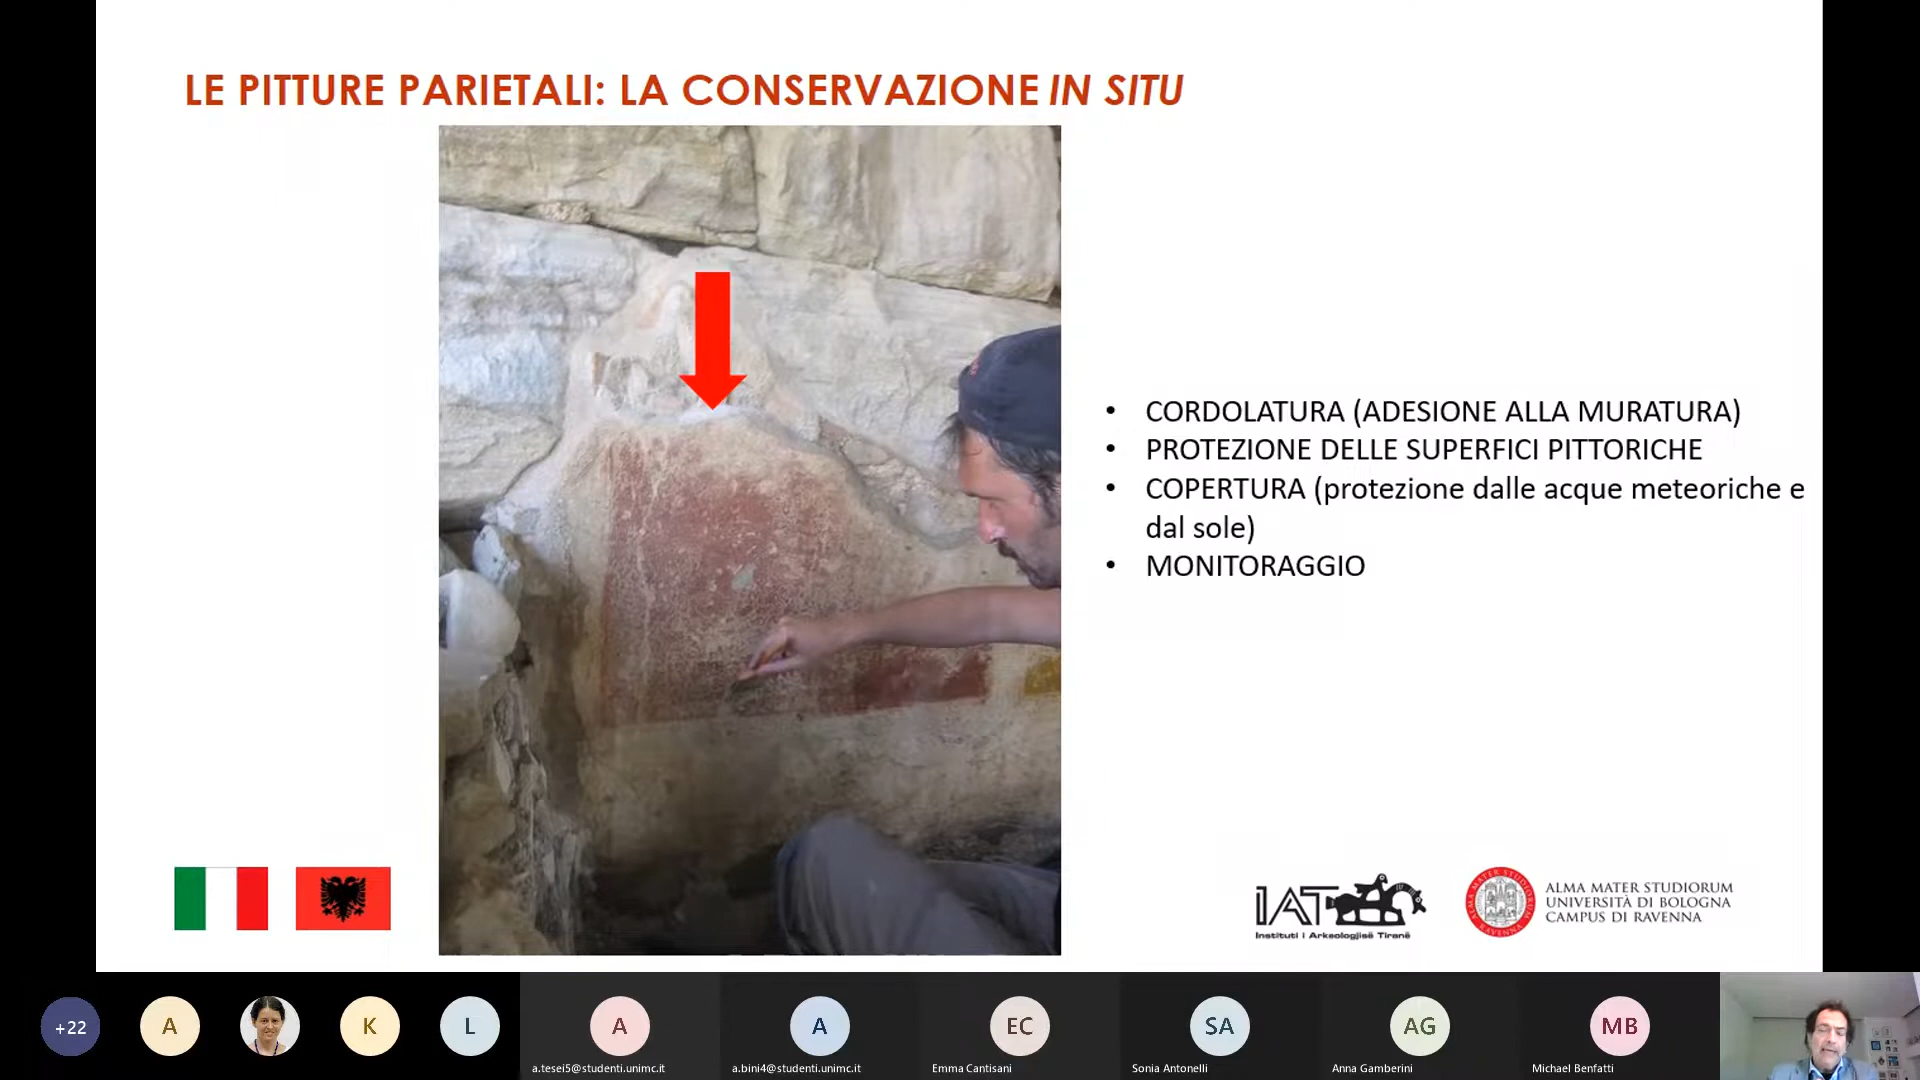 LE PITTURE PARIETALI: LA CONSERVAZIONE IN SITU
• CORDOLATURA (ADESIONE ALLA MURATURA)
• PROTEZIONE DELLE SUPERFICI PITTORICHE
• COPERTURA (protezione dalle acque meteoriche e
dal sole)
• MONITORAGGIO
IAT
Instituti i Arkeologjisë Tiranë
ALMA MATER STUDIORUM
UNIVERSITÀ DI BOLOGNA
CAMPUS DI RAVENNA
+22
A
K
L
A
A
EC
SA
AG
MB
a.tesei5@studenti.unimc.it
a.bini4@studenti.unimc.it
Emma Cantisani
Sonia Antonelli
Anna Gamberini
Michael Benfatti